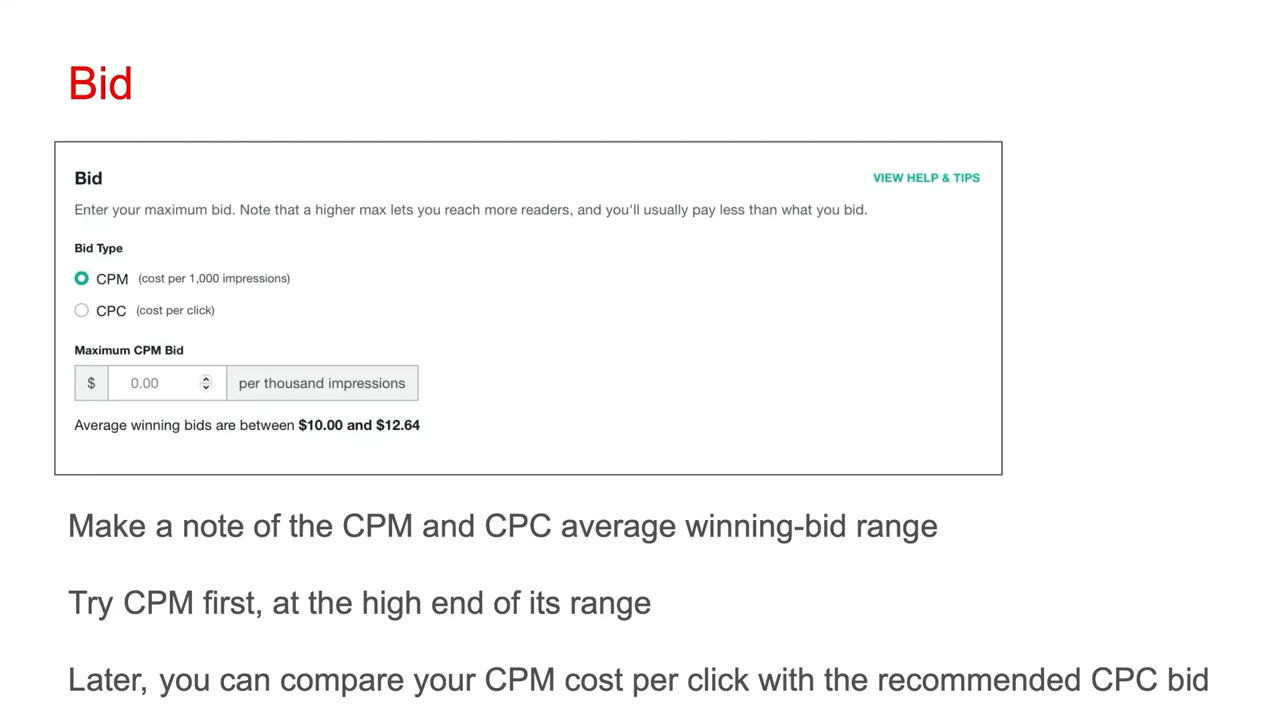 Bid
Bid
VIEW HELP & TIPS
Enter your maximum bid. Note that a higher max lets you reach more readers, and you'll usually pay less than what you bid.
Bid Type
CPM (cost per 1,000 impressions)
CPC (cost per click)
Maximum CPM Bid
$ 0.00 per thousand impressions
Average winning bids are between $10.00 and $12.64
Make a note of the CPM and CPC average winning-bid range
Try CPM first, at the high end of its range
Later, you can compare your CPM cost per click with the recommended CPC bid